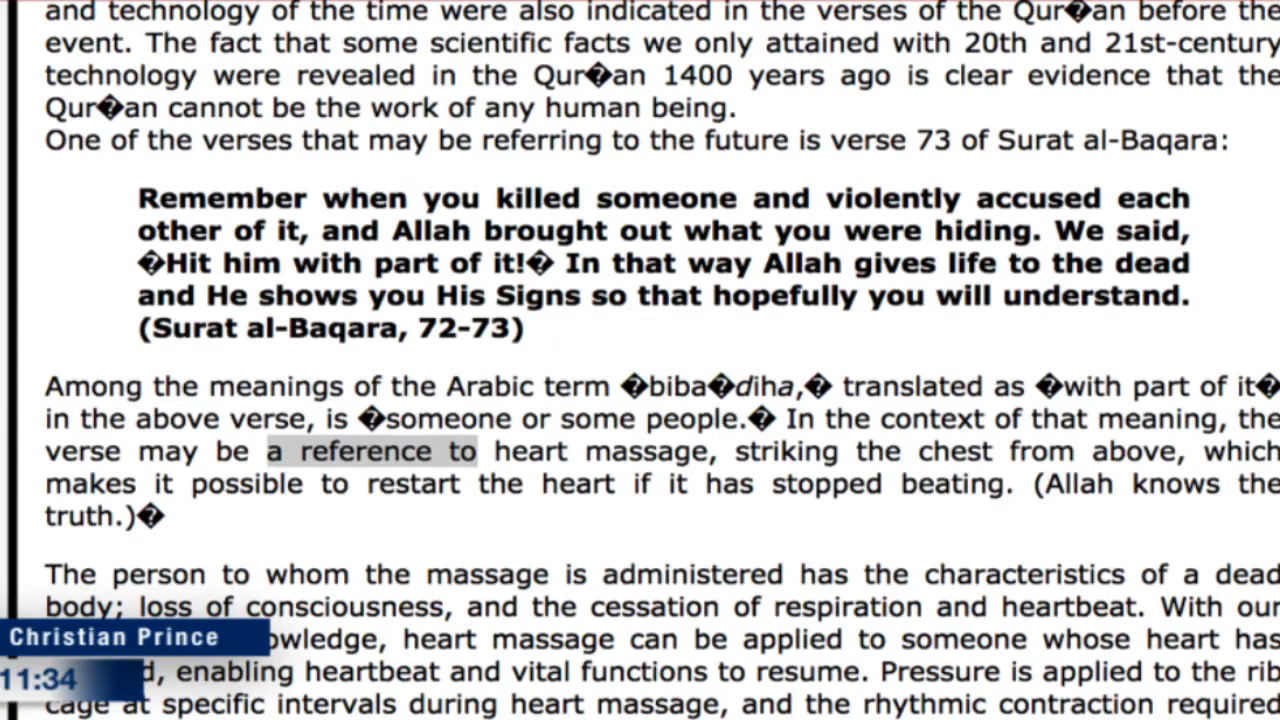 and technology of the time were also indicated in the verses of the Qur�an before the
event. The fact that some scientific facts we only attained with 20th and 21st-century
technology were revealed in the Qur�an 1400 years ago is clear evidence that the
Qur�an cannot be the work of any human being.
One of the verses that may be referring to the future is verse 73 of Surat al-Baqara:
Remember when you killed someone and violently accused each
other of it, and Allah brought out what you were hiding. We said,
�Hit him with part of it!� In that way Allah gives life to the dead
and He shows you His Signs so that hopefully you will understand.
(Surat al-Baqara, 72-73)
Among the meanings of the Arabic term �biba�diha,� translated as �with part of it�
in the above verse, is �someone or some people.� In the context of that meaning, the
verse may be a reference to heart massage, striking the chest from above, which
makes it possible to restart the heart if it has stopped beating. (Allah knows the
truth.)�
The person to whom the massage is administered has the characteristics of a dead
body; loss of consciousness, and the cessation of respiration and heartbeat. With our
heart massage can be applied to someone whose heart has
Christian Prince
enabling heartbeat and vital functions to resume. Pressure is applied to the rib
11:34
cage at specific intervals during heart massage, and the rhythmic contraction required